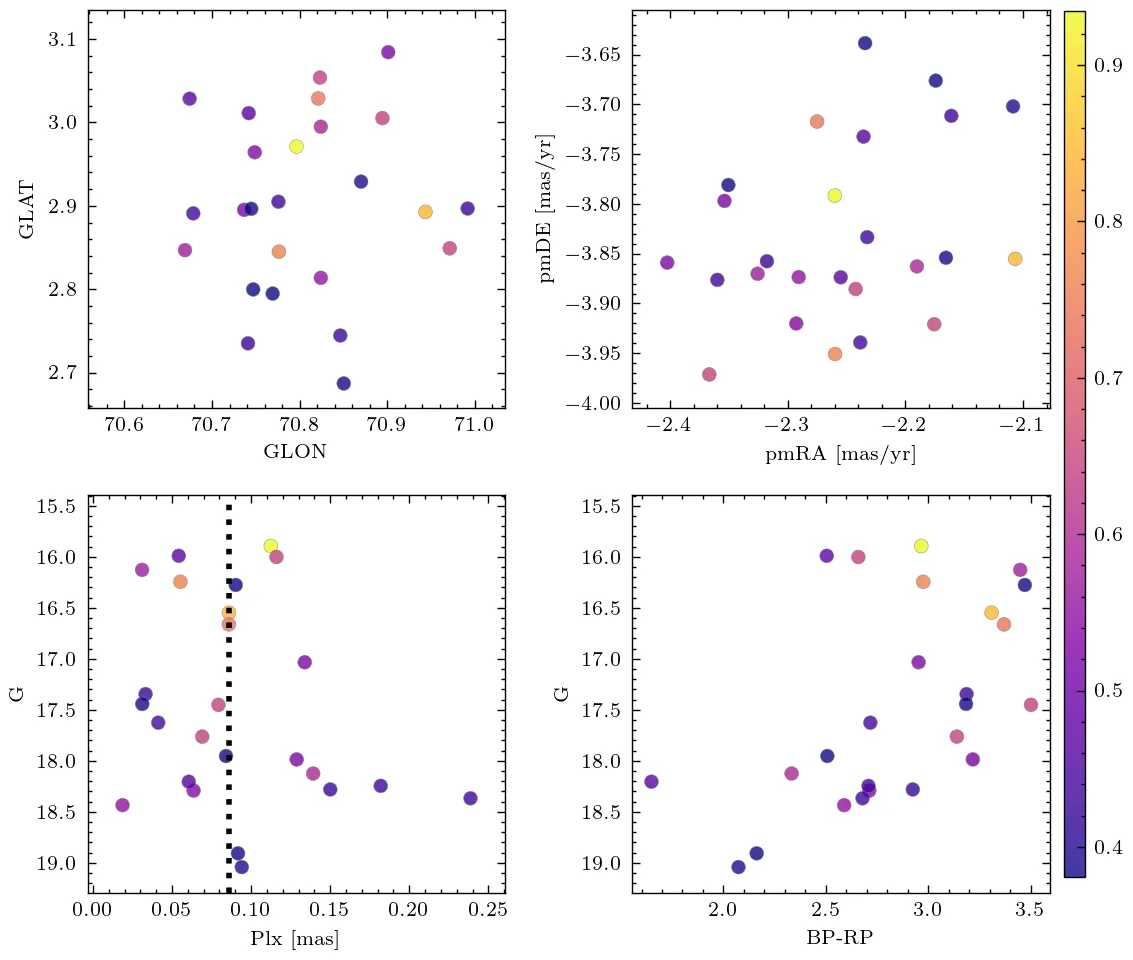 3.1
3.0
2.9
2.8
2.7
GLAT
70.6 70.7 70.8 70.9 71.0
GLON
−3.65
−3.70
−3.75
−3.80
−3.85
−3.90
−3.95
−4.00
pmDE [mas/yr]
−2.4 −2.3 −2.2 −2.1
pmRA [mas/yr]
15.5
16.0
16.5
17.0
17.5
18.0
18.5
19.0
G
0.00 0.05 0.10 0.15 0.20 0.25
Plx [mas]
15.5
16.0
16.5
17.0
17.5
18.0
18.5
19.0
G
2.0 2.5 3.0 3.5
BP-RP
0.9
0.8
0.7
0.6
0.5
0.4